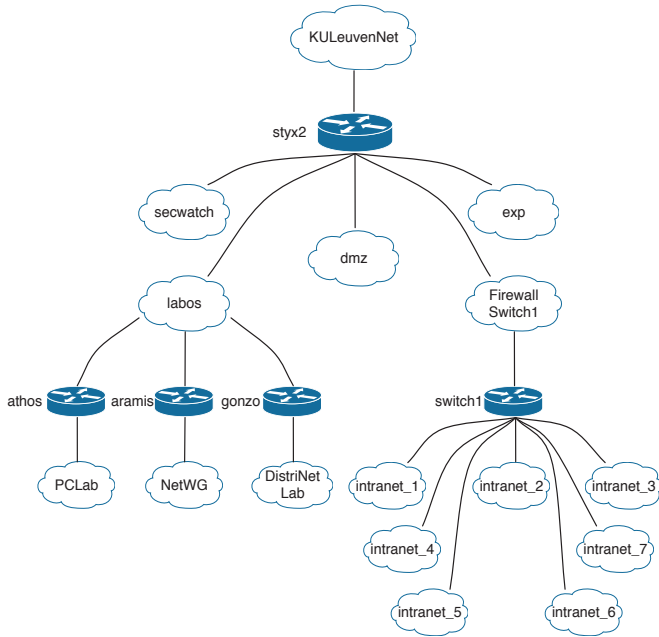 KULeuvenNet
styx2
secwatch
exp
dmz
labos
Firewall
Switch1
athos
aramis
gonzo
switch1
PCLab
NetWG
DistriNet
Lab
intranet_1
intranet_2
intranet_3
intranet_4
intranet_7
intranet_5
intranet_6